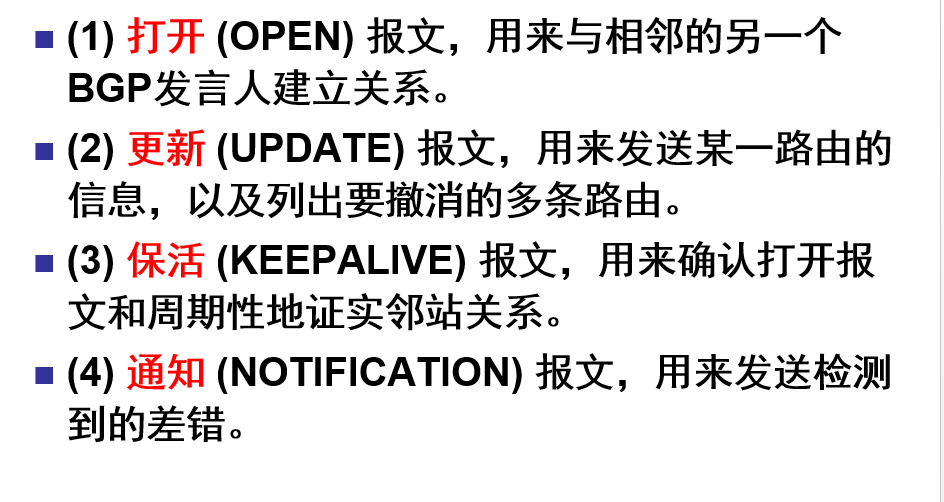 (1) 打开 (OPEN) 报文，用来与相邻的另一个
BGP发言人建立关系。
(2) 更新 (UPDATE) 报文，用来发送某一路由的
信息，以及列出要撤消的多条路由。
(3) 保活 (KEEPALIVE) 报文，用来确认打开报
文和周期性地证实邻站关系。
(4) 通知 (NOTIFICATION) 报文，用来发送检测
到的差错。